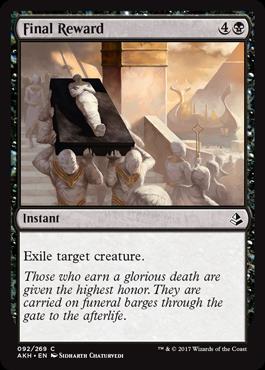 Final Reward 4
Instant
Exile target creature.
Those who earn a glorious death are
given the highest honor. They are
carried on funeral barges through the
gate to the afterlife.
092/269 C
AKH • EN Sidharth Chaturvedi
™ & © 2017 Wizards of the Coast